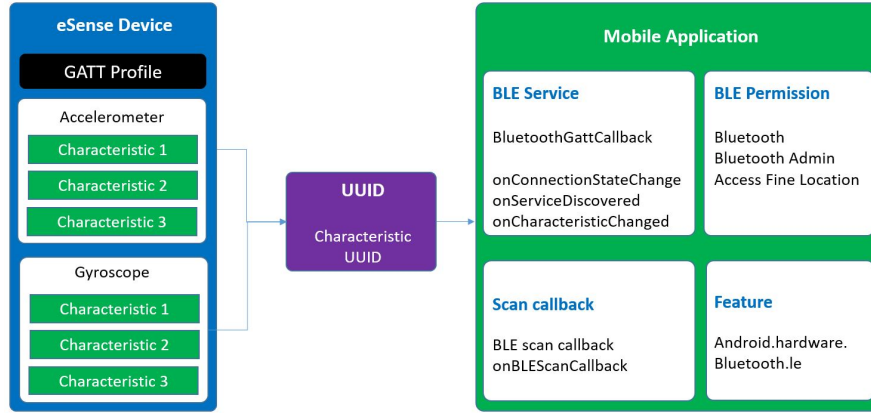 eSense Device
GATT Profile
Accelerometer
Characteristic 1
Characteristic 2
Characteristic 3
Gyroscope
Characteristic 1
Characteristic 2
Characteristic 3
UUID
Characteristic
UUID
Mobile Application
BLE Service
BluetoothGattCallback
onConnectionStateChange
onServiceDiscovered
onCharacteristicChanged
BLE Permission
Bluetooth
Bluetooth Admin
Access Fine Location
Scan callback
BLE scan callback
onBLEScanCallback
Feature
Android.hardware.
Bluetooth.le